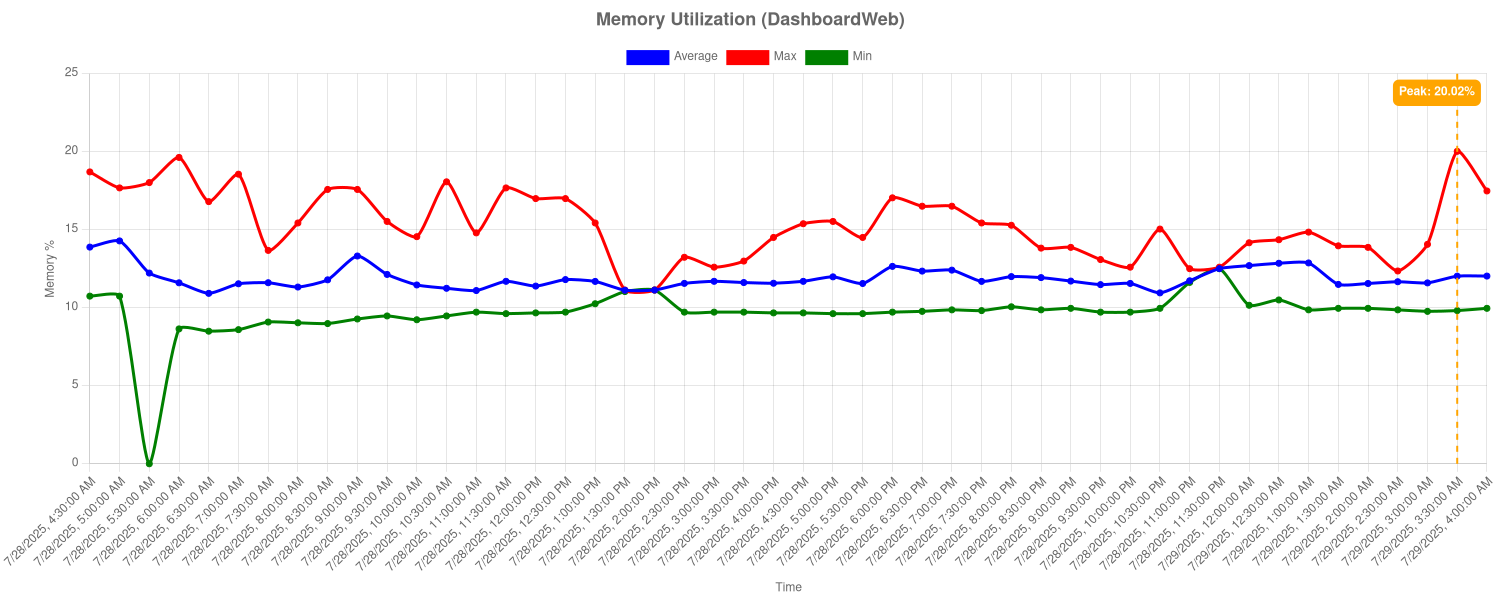 Memory Utilization (DashboardWeb)
Average
Max
Min
25
Peak: 20.02%
20
15
10
5
0
Memory %
7/28/2025, 4:30:00 AM
7/28/2025, 5:00:00 AM
7/28/2025, 5:30:00 AM
7/28/2025, 6:00:00 AM
7/28/2025, 6:30:00 AM
7/28/2025, 7:00:00 AM
7/28/2025, 7:30:00 AM
7/28/2025, 8:00:00 AM
7/28/2025, 8:30:00 AM
7/28/2025, 9:00:00 AM
7/28/2025, 9:30:00 AM
7/28/2025, 10:00:00 AM
7/28/2025, 10:30:00 AM
7/28/2025, 11:00:00 AM
7/28/2025, 11:30:00 AM
7/28/2025, 12:00:00 PM
7/28/2025, 12:30:00 PM
7/28/2025, 1:00:00 PM
7/28/2025, 1:30:00 PM
7/28/2025, 2:00:00 PM
7/28/2025, 2:30:00 PM
7/28/2025, 3:00:00 PM
7/28/2025, 3:30:00 PM
7/28/2025, 4:00:00 PM
7/28/2025, 4:30:00 PM
7/28/2025, 5:00:00 PM
7/28/2025, 5:30:00 PM
7/28/2025, 6:00:00 PM
7/28/2025, 6:30:00 PM
7/28/2025, 7:00:00 PM
7/28/2025, 7:30:00 PM
7/28/2025, 8:00:00 PM
7/28/2025, 8:30:00 PM
7/28/2025, 9:00:00 PM
7/28/2025, 9:30:00 PM
7/28/2025, 10:00:00 PM
7/28/2025, 10:30:00 PM
7/28/2025, 11:00:00 PM
7/28/2025, 11:30:00 PM
7/29/2025, 12:00:00 AM
7/29/2025, 12:30:00 AM
7/29/2025, 1:00:00 AM
7/29/2025, 1:30:00 AM
7/29/2025, 2:00:00 AM
7/29/2025, 2:30:00 AM
7/29/2025, 3:00:00 AM
7/29/2025, 3:30:00 AM
7/29/2025, 4:00:00 AM
Time